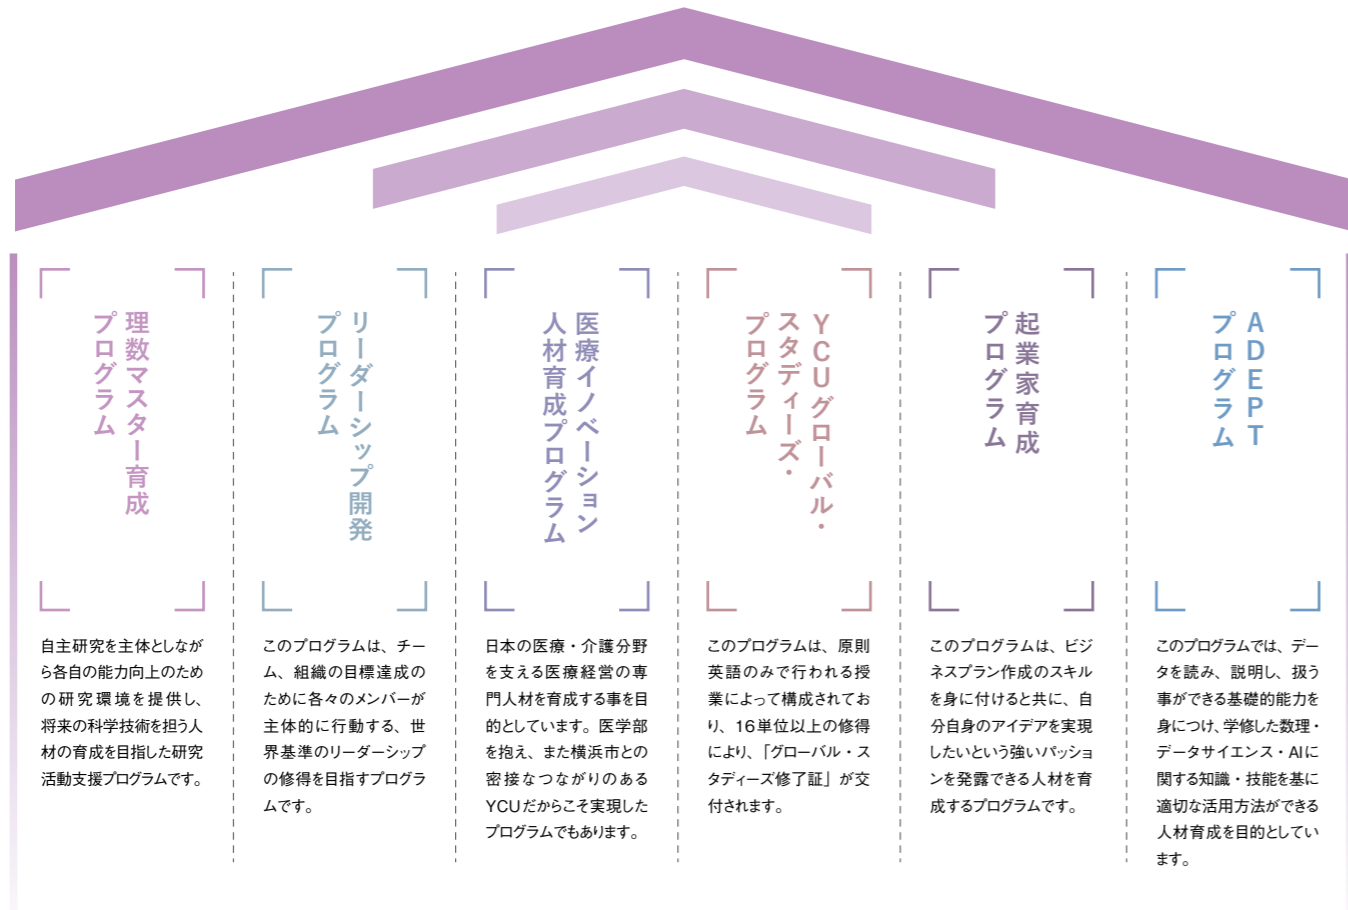 理数マスター育成
プログラム
自主研究を主体としなが
ら各自の能力向上のため
の研究環境を提供し、
将来の科学技術を担う人
材の育成を目指した研究
活動支援プログラムです。
リーダーシップ開発
プログラム
このプログラムは、チー
ム、組織の目標達成の
ために各々のメンバーが
主体的に行動する、世
界基準のリーダーシップ
の修得を目指すプログラ
ムです。
医療イノベーション
人材育成プログラム
日本の医療・介護分野
を支える医療経営の専
門人材を育成する事を目
的としています。医学部
を抱え、また横浜市との
密接なつながりのある
YCUだからこそ実現した
プログラムでもあります。
YCUグローバル・
スタディーズ・
プログラム
このプログラムは、原則
英語のみで行われる授
業によって構成されてお
り、16単位以上の修得
により、「グローバル・ス
タディーズ修了証」が交
付されます。
起業家育成
プログラム
このプログラムは、ビジ
ネスプラン作成のスキル
を身に付けると共に、自
分自身のアイデアを実現
したいという強いパッショ
ンを発露できる人材を育
成するプログラムです。
ADEPT
プログラム
このプログラムでは、デー
タを読み、説明し、扱う
事ができる基礎的能力を
身につけ、学修した数理・
データサイエンス・AIに
関する知識・技能を基に
適切な活用方法ができる
人材育成を目的としてい
ます。